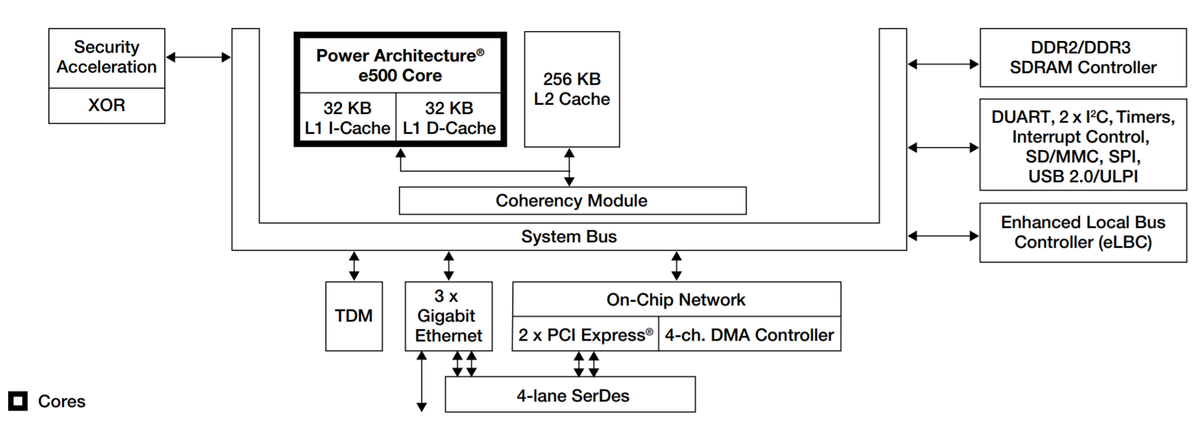 Security
Acceleration
XOR
Power Architecture®
e500 Core
32 KB
L1 I-Cache
32 KB
L1 D-Cache
256 KB
L2 Cache
Coherency Module
System Bus
DDR2/DDR3
SDRAM Controller
DUART, 2 x I²C, Timers,
Interrupt Control,
SD/MMC, SPI,
USB 2.0/ULPI
Enhanced Local Bus
Controller (eLBC)
TDM
3 x
Gigabit
Ethernet
On-Chip Network
2 x PCI Express®
4-ch. DMA Controller
4-lane SerDes
Cores